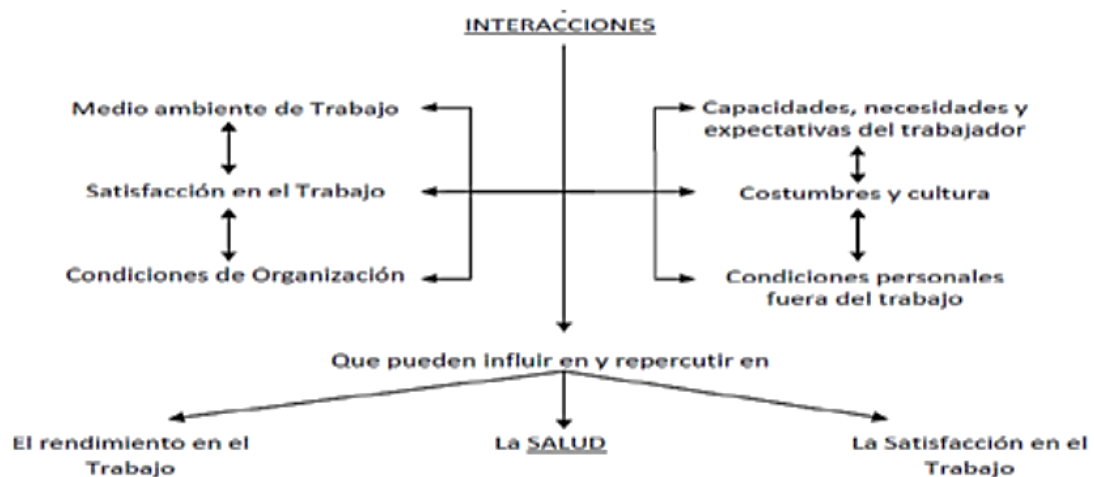 INTERACCIONES
Medio ambiente de Trabajo
Capacidades, necesidades y
expectativas del trabajador
Satisfacción en el Trabajo
Costumbres y cultura
Condiciones de Organización
Condiciones personales
fuera del trabajo
Que pueden influir en y repercutir en
El rendimiento en el
Trabajo
La SALUD
La Satisfacción en el
Trabajo